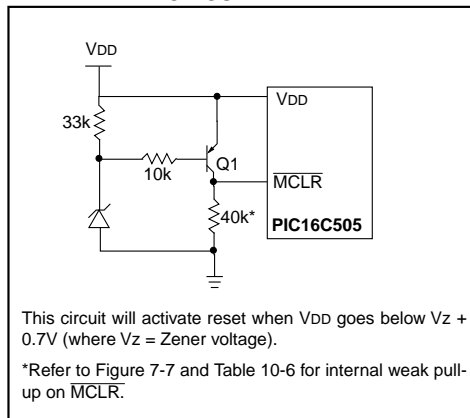 VDD
VDD
33k
Q1
10k
MCLR
40k*
PIC16C505
This circuit will activate reset when VDD goes below Vz +
0.7V (where Vz = Zener voltage).
*Refer to Figure 7-7 and Table 10-6 for internal weak pull-
up on MCLR.